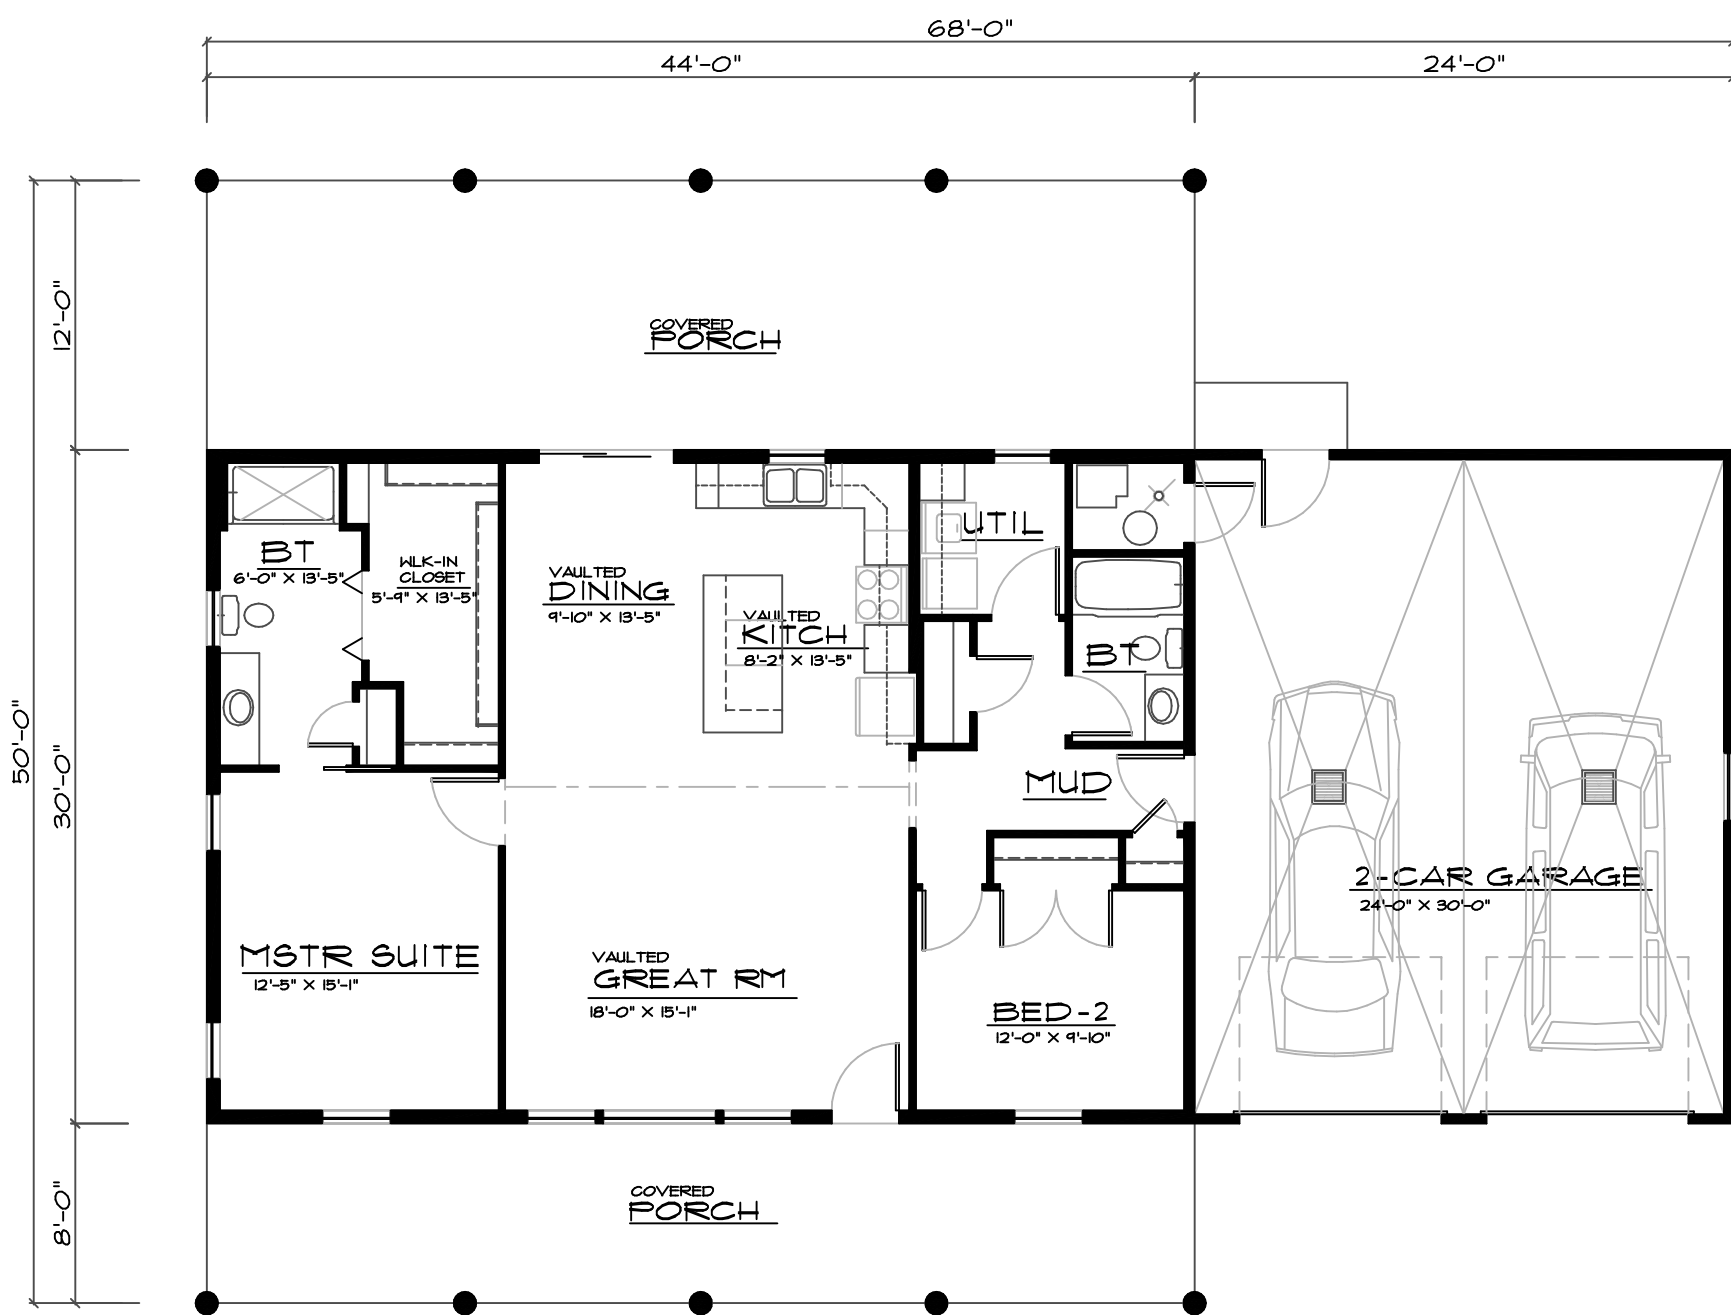 68'-0"
44'-0"
24'-0"
12'-0"
50'-0"
30'-0"
8'-0"
COVERED
PORCH
BT
6'-0" X 13'-5"
WLK-IN
CLOSET
5'-9" X 13'-5"
VAULTED
DINING
9'-10" X 13'-5"
VAULTED
KITCH
8'-2" X 13'-5"
UTIL
BT
MUD
2-CAR GARAGE
24'-0" X 30'-0"
MSTR SUITE
12'-5" X 15'-1"
VAULTED
GREAT RM
18'-0" X 15'-1"
BED-2
12'-0" X 9'-10"
COVERED
PORCH